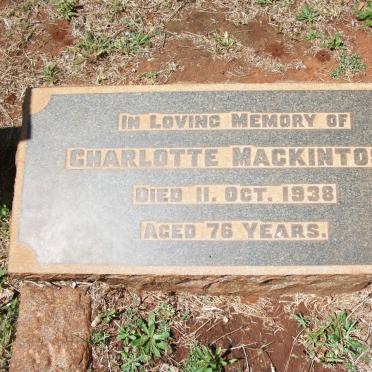 IN LOVING MEMORY OF
CHARLOTTE MACKINTOS
DIED 11. OCT. 1938
AGED 76 YEARS.